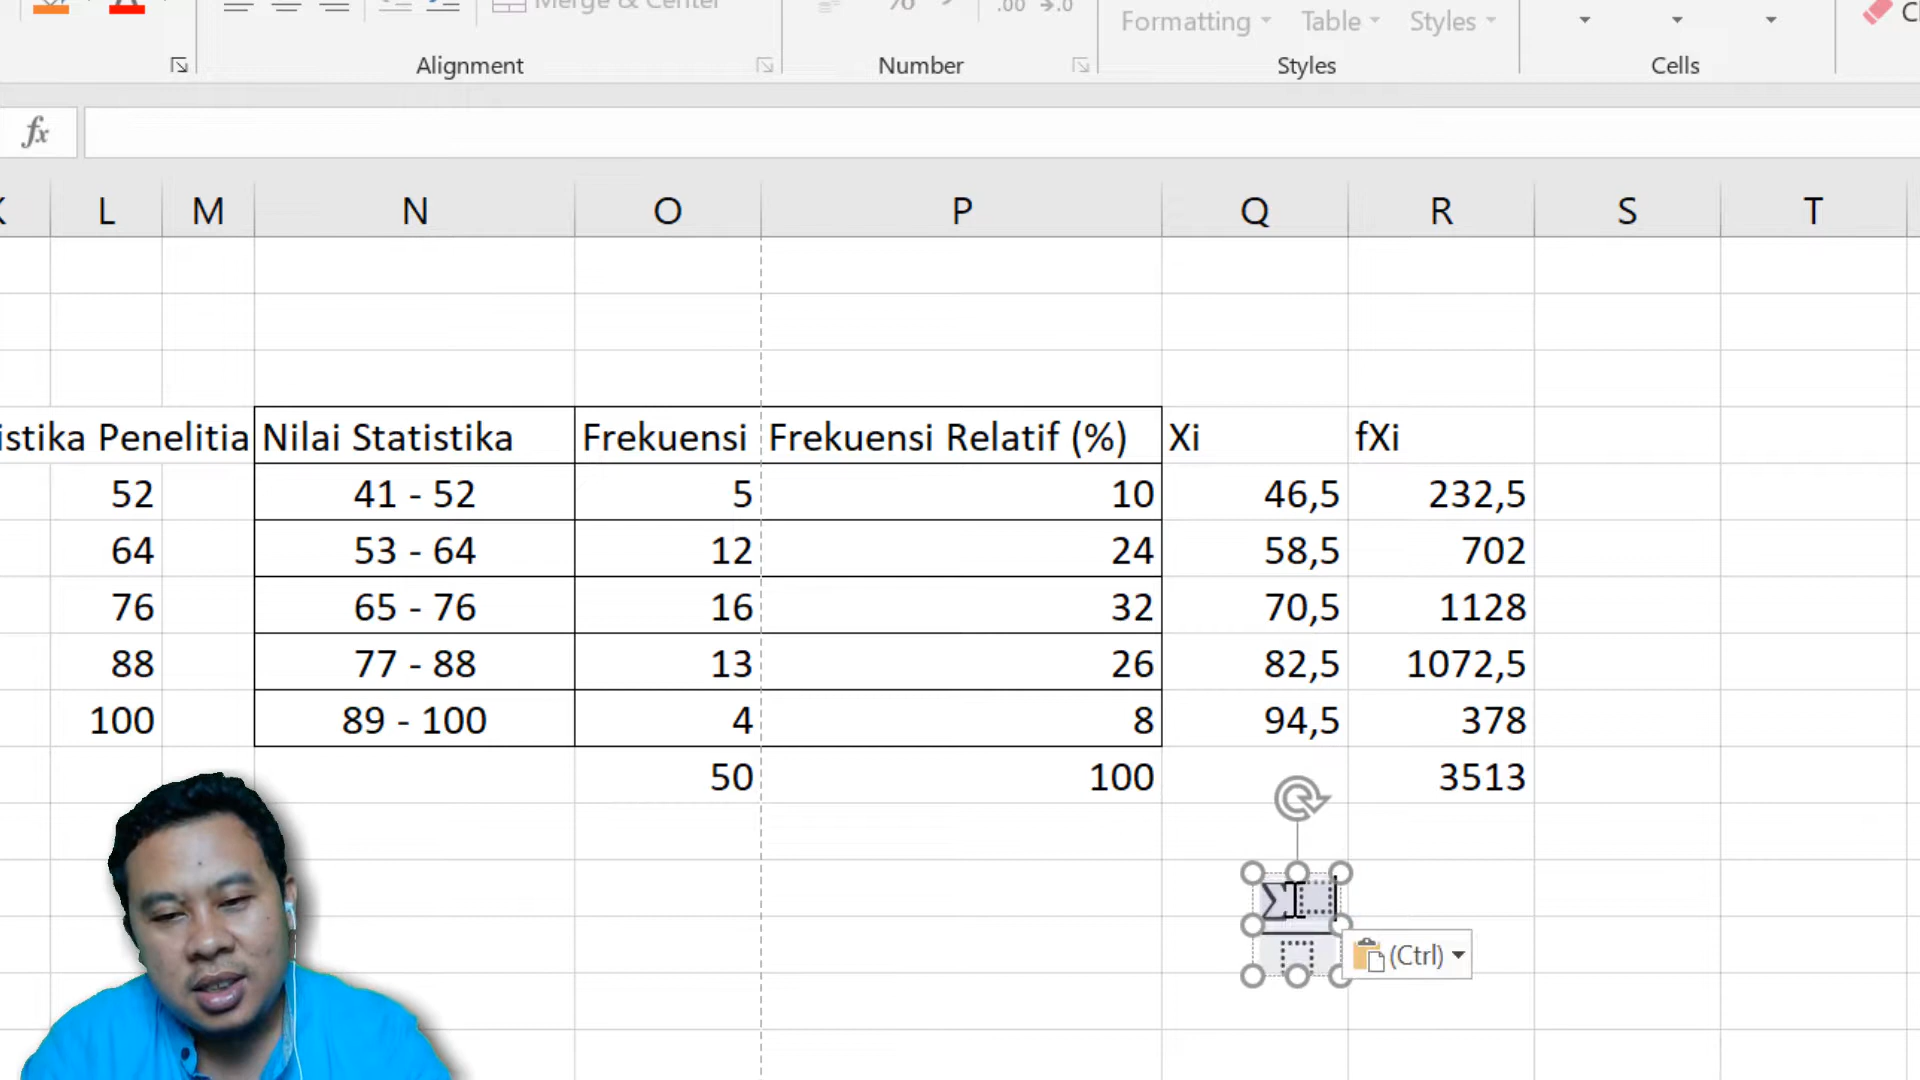 Merge & Center
Formatting Table Styles
Alignment Number Styles Cells
fx
L M N O P Q R S T
istika Penelitia Nilai Statistika Frekuensi Frekuensi Relatif (%) Xi fXi
52 41 - 52 5 10 46,5 232,5
64 53 - 64 12 24 58,5 702
76 65 - 76 16 32 70,5 1128
88 77 - 88 13 26 82,5 1072,5
100 89 - 100 4 8 94,5 378
50 100 3513
Σ
(Ctrl)